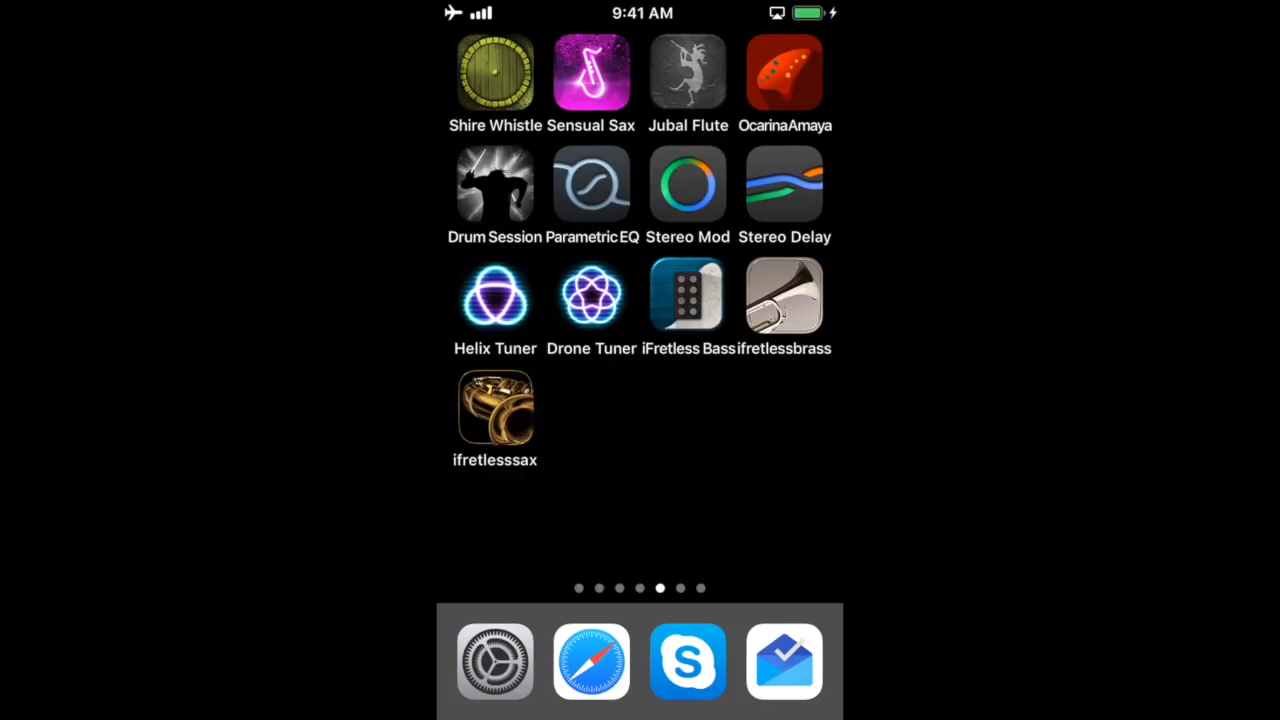 9:41 AM
Shire Whistle Sensual Sax Jubal Flute OcarinaAmaya
Drum Session ParametricEQ Stereo Mod Stereo Delay
Helix Tuner Drone Tuner iFretless Bass ifretlessbrass
ifretlesssax
S